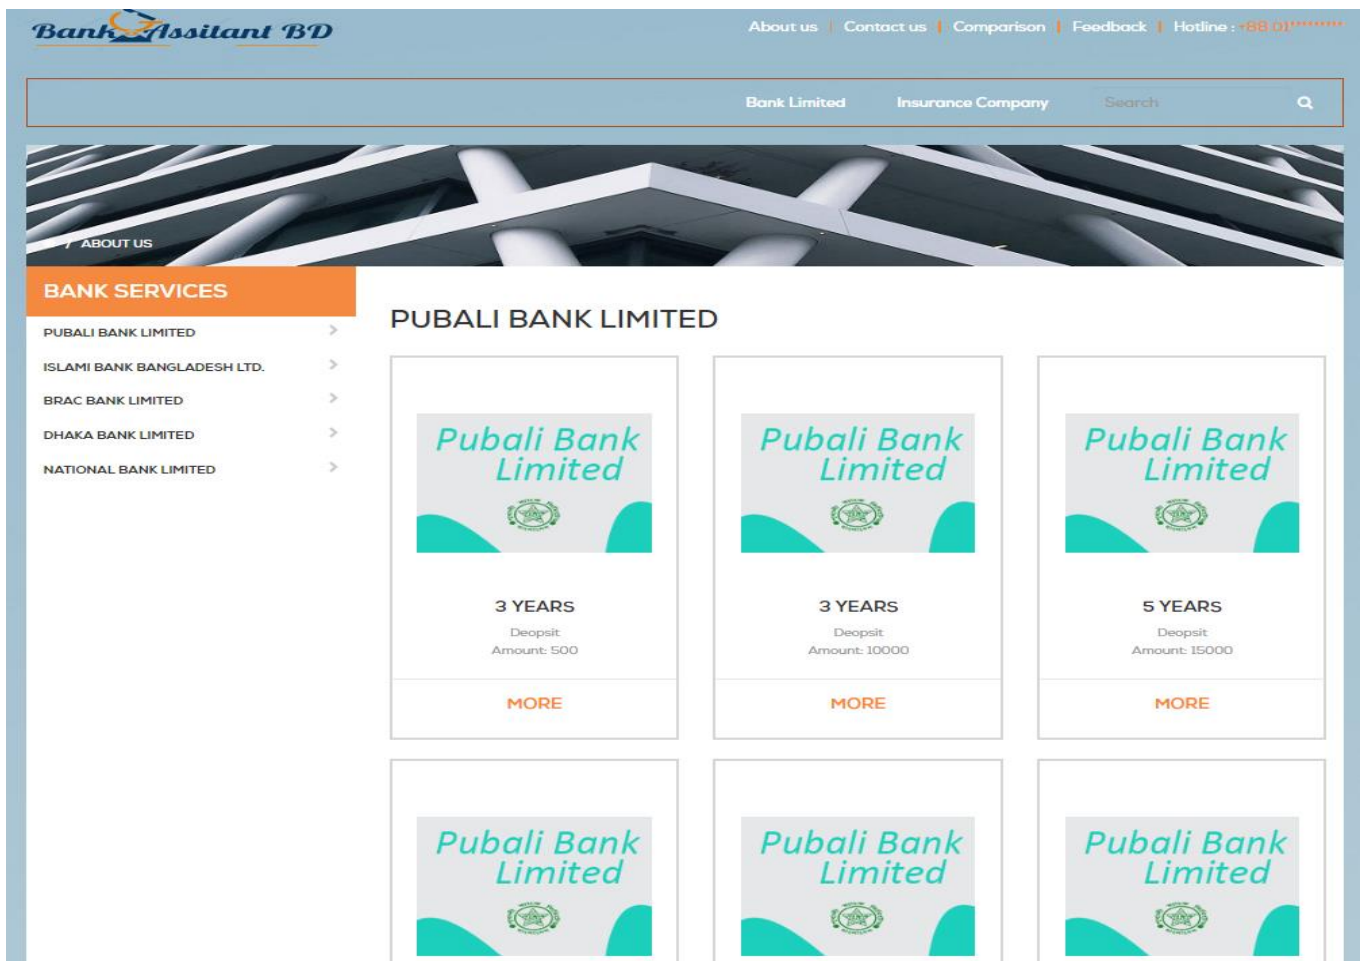 Bank Assitant BD
About us | Contact us | Comparison | Feedback | Hotline : +88 01*********
Bank Limited Insurance Company Search
/ ABOUT US
BANK SERVICES
PUBALI BANK LIMITED
ISLAMI BANK BANGLADESH LTD.
BRAC BANK LIMITED
DHAKA BANK LIMITED
NATIONAL BANK LIMITED
PUBALI BANK LIMITED
Pubali Bank
Limited
3 YEARS
Deopsit
Amount: 500
MORE
Pubali Bank
Limited
3 YEARS
Deopsit
Amount: 10000
MORE
Pubali Bank
Limited
5 YEARS
Deopsit
Amount: 15000
MORE
Pubali Bank
Limited
Pubali Bank
Limited
Pubali Bank
Limited